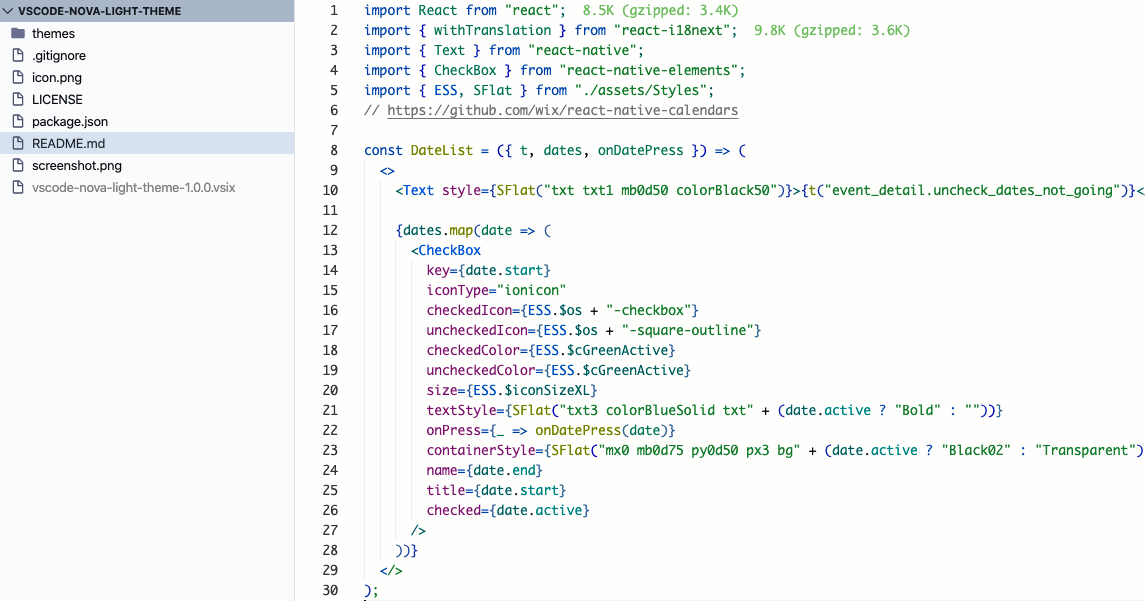 VSCODE-NOVA-LIGHT-THEME
themes
.gitignore
icon.png
LICENSE
package.json
README.md
screenshot.png
vscode-nova-light-theme-1.0.0.vsix
1 import React from "react"; 8.5K (gzipped: 3.4K)
2 import { withTranslation } from "react-i18next"; 9.8K (gzipped: 3.6K)
3 import { Text } from "react-native";
4 import { CheckBox } from "react-native-elements";
5 import { ESS, SFlat } from "./assets/Styles";
6 // https://github.com/wix/react-native-calendars
7
8 const DateList = ({ t, dates, onDatePress }) => (
9 <>
10 <Text style={SFlat("txt txt1 mb0d50 colorBlack50")}>{t("event_detail.uncheck_dates_not_going")}<
11
12 {dates.map(date => (
13 <CheckBox
14 key={date.start}
15 iconType="ionicon"
16 checkedIcon={ESS.$os + "-checkbox"}
17 uncheckedIcon={ESS.$os + "-square-outline"}
18 checkedColor={ESS.$cGreenActive}
19 uncheckedColor={ESS.$cGreenActive}
20 size={ESS.$iconSizeXL}
21 textStyle={SFlat("txt3 colorBlueSolid txt" + (date.active ? "Bold" : ""))}
22 onPress={_ => onDatePress(date)}
23 containerStyle={SFlat("mx0 mb0d75 py0d50 px3 bg" + (date.active ? "Black02" : "Transparent")
24 name={date.end}
25 title={date.start}
26 checked={date.active}
27 />
28 ))}
29 </>
30 );